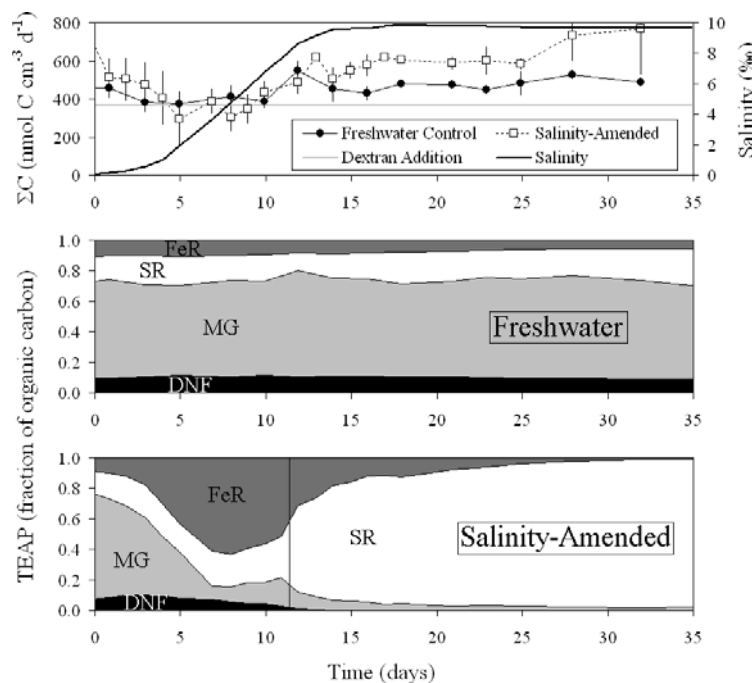 ΣC (nmol C cm⁻³ d⁻¹)
800
600
400
200
0
10
8
6
4
2
0
Salinity (‰)
Freshwater Control
Salinity-Amended
Dextran Addition
Salinity
0 5 10 15 20 25 30 35
TEAP (fraction of organic carbon)
1.0
0.8
0.6
0.4
0.2
0.0
FeR
SR
MG
DNF
Freshwater
0 5 10 15 20 25 30 35
1.0
0.8
0.6
0.4
0.2
0.0
FeR
MG
SR
DNF
Salinity-Amended
0 5 10 15 20 25 30 35
Time (days)